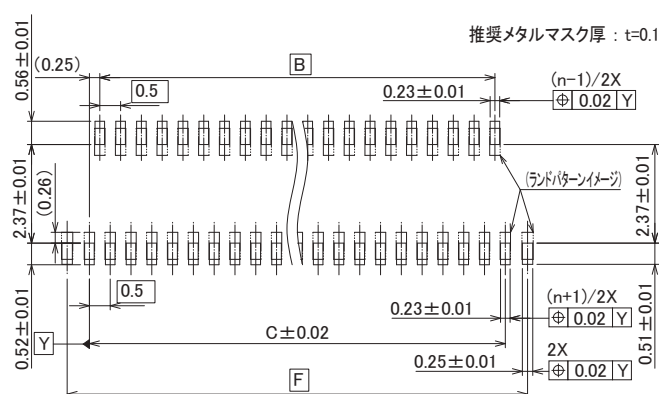 推奨メタルマスク厚 : t=0.1
0.56±0.01
(0.25)
B
0.5
0.23±0.01
(n-1)/2X
⌖ 0.02 Y
2.37±0.01
(0.26)
(ランドパターンイメージ)
2.37±0.01
0.52±0.01
0.5
Y
C±0.02
0.23±0.01
(n+1)/2X
⌖ 0.02 Y
0.51±0.01
0.25±0.01
2X
⌖ 0.02 Y
F